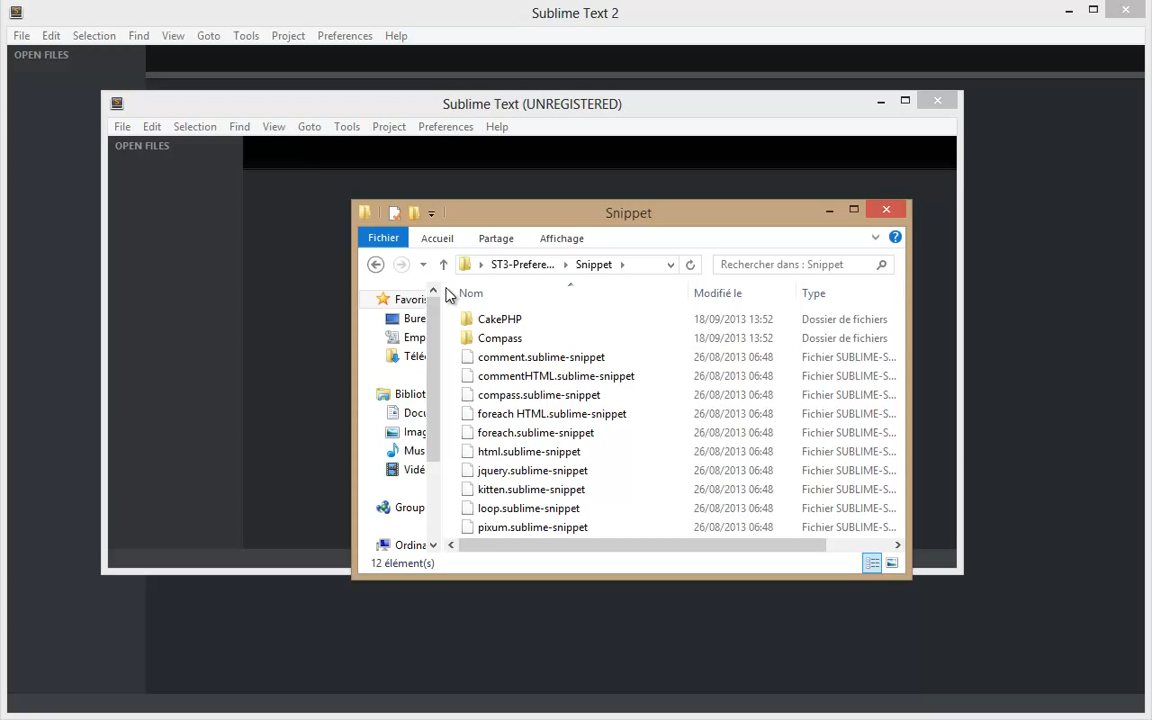 Sublime Text 2
File Edit Selection Find View Goto Tools Project Preferences Help
OPEN FILES
Sublime Text (UNREGISTERED)
File Edit Selection Find View Goto Tools Project Preferences Help
OPEN FILES
Snippet
Fichier Accueil Partage Affichage
ST3-Prefere... Snippet Rechercher dans : Snippet
Nom Modifié le Type
Favoris
Bure
Emp
Télé
Bibliot
Docu
Imag
Mus
Vidé
Group
Ordina
CakePHP 18/09/2013 13:52 Dossier de fichiers
Compass 18/09/2013 13:52 Dossier de fichiers
comment.sublime-snippet 26/08/2013 06:48 Fichier SUBLIME-S...
commentHTML.sublime-snippet 26/08/2013 06:48 Fichier SUBLIME-S...
compass.sublime-snippet 26/08/2013 06:48 Fichier SUBLIME-S...
foreach HTML.sublime-snippet 26/08/2013 06:48 Fichier SUBLIME-S...
foreach.sublime-snippet 26/08/2013 06:48 Fichier SUBLIME-S...
html.sublime-snippet 26/08/2013 06:48 Fichier SUBLIME-S...
jquery.sublime-snippet 26/08/2013 06:48 Fichier SUBLIME-S...
kitten.sublime-snippet 26/08/2013 06:48 Fichier SUBLIME-S...
loop.sublime-snippet 26/08/2013 06:48 Fichier SUBLIME-S...
pixum.sublime-snippet 26/08/2013 06:48 Fichier SUBLIME-S...
12 élément(s)